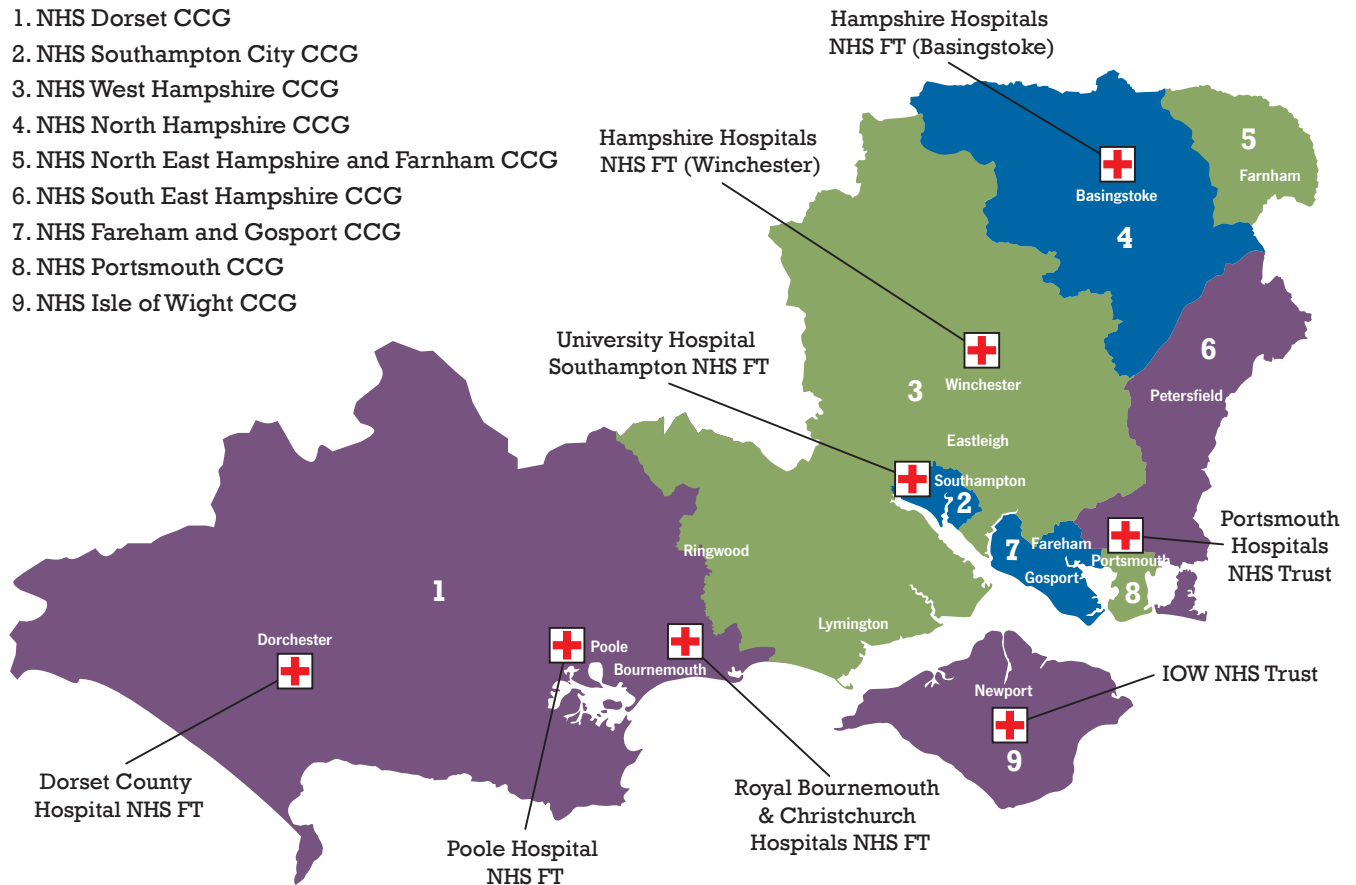 1. NHS Dorset CCG
2. NHS Southampton City CCG
3. NHS West Hampshire CCG
4. NHS North Hampshire CCG
5. NHS North East Hampshire and Farnham CCG
6. NHS South East Hampshire CCG
7. NHS Fareham and Gosport CCG
8. NHS Portsmouth CCG
9. NHS Isle of Wight CCG
Hampshire Hospitals
NHS FT (Basingstoke)
Hampshire Hospitals
NHS FT (Winchester)
University Hospital
Southampton NHS FT
5
Farnham
Basingstoke
4
6
Petersfield
3
Winchester
Eastleigh
Southampton
2
7
Fareham
Gosport
Portsmouth
8
Portsmouth
Hospitals
NHS Trust
Ringwood
Lymington
1
Dorchester
Poole
Bournemouth
Newport
9
IOW NHS Trust
Dorset County
Hospital NHS FT
Poole Hospital
NHS FT
Royal Bournemouth
& Christchurch
Hospitals NHS FT